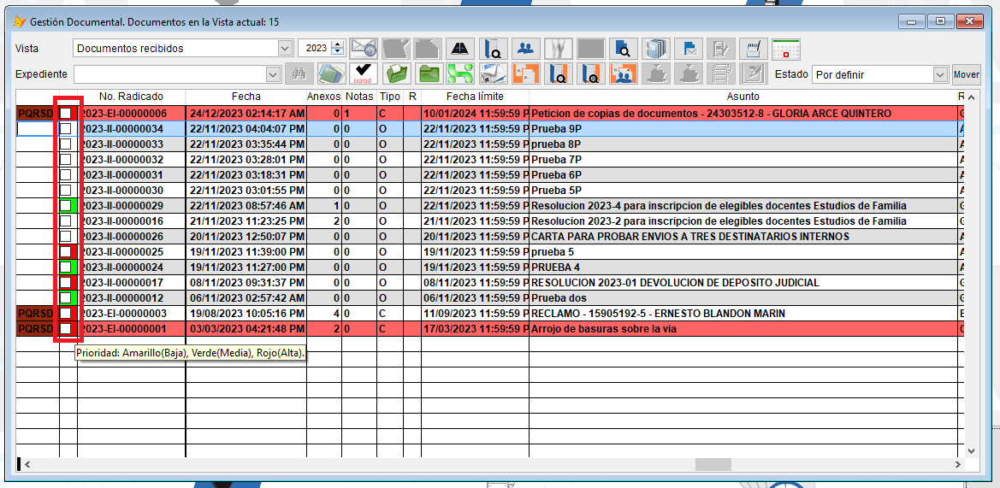 Gestión Documental. Documentos en la Vista actual: 15
Vista Documentos recibidos 2023
Expediente pqrsd Estado Por definir Mover
No. Radicado Fecha Anexos Notas Tipo R Fecha límite Asunto R
PQRSD 2023-EI-00000006 24/12/2023 02:14:17 AM 0 1 C 10/01/2024 11:59:59 P Peticion de copias de documentos - 24303512-8 - GLORIA ARCE QUINTERO G
2023-II-00000034 22/11/2023 04:04:07 PM 0 0 O 22/11/2023 11:59:59 P Prueba 9P A
2023-II-00000033 22/11/2023 03:35:44 PM 0 0 O 22/11/2023 11:59:59 P prueba 8P A
2023-II-00000032 22/11/2023 03:28:01 PM 0 0 O 22/11/2023 11:59:59 P Prueba 7P A
2023-II-00000031 22/11/2023 03:18:31 PM 0 0 O 22/11/2023 11:59:59 P Prueba 6P A
2023-II-00000030 22/11/2023 03:01:55 PM 0 0 O 22/11/2023 11:59:59 P Prueba 5P A
2023-II-00000029 22/11/2023 08:57:46 AM 1 0 O 22/11/2023 11:59:59 P Resolucion 2023-4 para inscripcion de elegibles docentes Estudios de Familia G
2023-II-00000016 21/11/2023 11:23:25 PM 2 0 O 21/11/2023 11:59:59 P Resolucion 2023-2 para inscripcion de elegibles docentes Estudios de Familia G
2023-II-00000026 20/11/2023 12:50:07 PM 0 0 O 20/11/2023 11:59:59 P CARTA PARA PROBAR ENVIOS A TRES DESTINATARIOS INTERNOS A
2023-II-00000025 19/11/2023 11:39:00 PM 0 0 O 19/11/2023 11:59:59 P prueba 5 A
2023-II-00000024 19/11/2023 11:27:00 PM 0 0 O 19/11/2023 11:59:59 P PRUEBA 4 A
2023-II-00000017 08/11/2023 09:31:37 PM 0 0 O 08/11/2023 11:59:59 P RESOLUCION 2023-01 DEVOLUCION DE DEPOSITO JUDICIAL G
2023-II-00000012 06/11/2023 02:57:42 AM 0 0 O 06/11/2023 11:59:59 P Prueba dos G
PQRSD 2023-EI-00000003 19/08/2023 10:05:16 PM 4 0 C 11/09/2023 11:59:59 P RECLAMO - 15905192-5 - ERNESTO BLANDON MARIN E
PQRSD 2023-EI-00000001 03/03/2023 04:21:48 PM 2 0 C 17/03/2023 11:59:59 P Arrojo de basuras sobre la via
Prioridad: Amarillo(Baja), Verde(Media), Rojo(Alta).